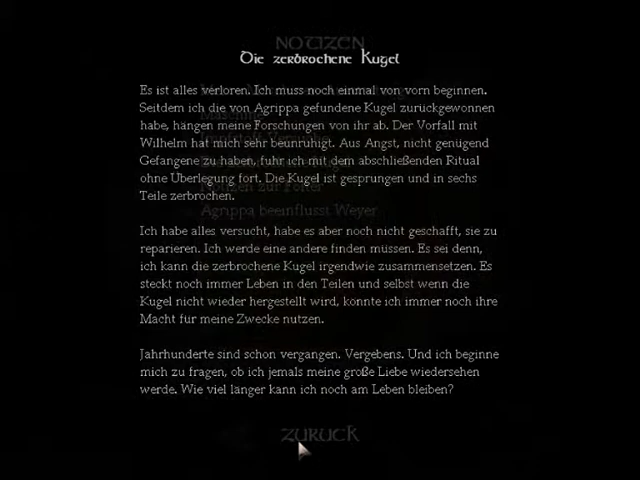 NOTIZEN
Die zerbrochene Kugel
Es ist alles verloren. Ich muss noch einmal von vorn beginnen.
Seitdem ich die von Agrippa gefundene Kugel zurückgewonnen
habe, hängen meine Forschungen von ihr ab. Der Vorfall mit
Wilhelm hat mich sehr beunruhigt. Aus Angst, nicht genügend
Gefangene zu haben, fuhr ich mit dem abschließenden Ritual
ohne Überlegung fort. Die Kugel ist gesprungen und in sechs
Notizen zur Folter
Teile zerbrochen.
Agrippa beeinflusst Weyer
Ich habe alles versucht, habe es aber noch nicht geschafft, sie zu
reparieren. Ich werde eine andere finden müssen. Es sei denn,
ich kann die zerbrochene Kugel irgendwie zusammensetzen. Es
steckt noch immer Leben in den Teilen und selbst wenn die
Kugel nicht wieder hergestellt wird, könnte ich immer noch ihre
Macht für meine Zwecke nutzen.
Jahrhunderte sind schon vergangen. Vergebens. Und ich beginne
mich zu fragen, ob ich jemals meine große Liebe wiedersehen
werde. Wie viel länger kann ich noch am Leben bleiben?
ZURÜCK